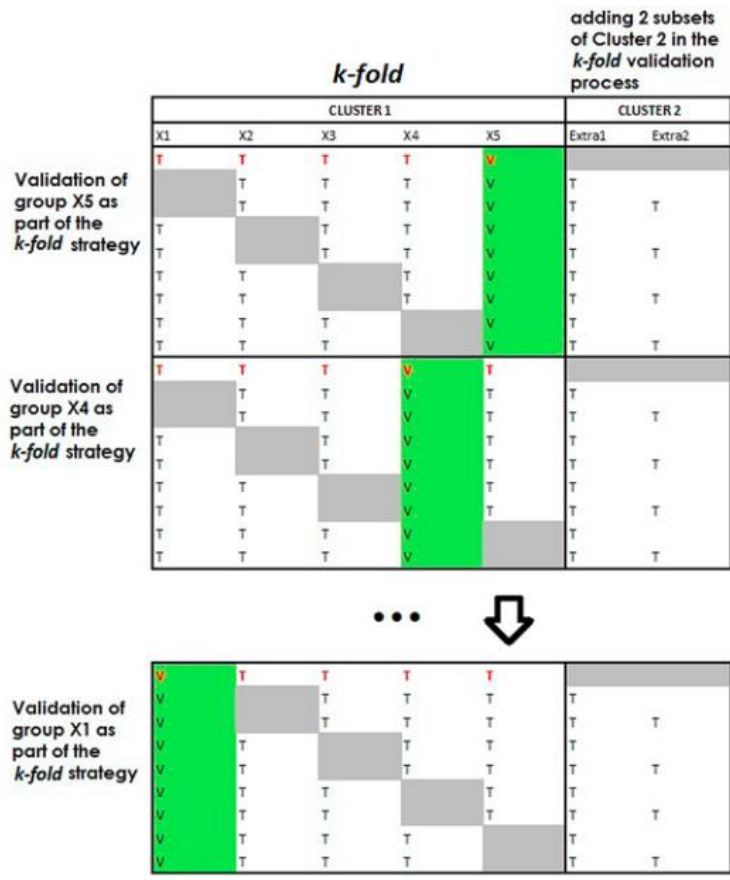 adding 2 subsets
of Cluster 2 in the
k-fold validation
process
k-fold
CLUSTER 1 CLUSTER 2
X1 X2 X3 X4 X5 Extra1 Extra2
Validation of
group X5 as
part of the
k-fold strategy
T T T T V
T T T V T
T T T V T T
T T T V T
T T T V T T
T T T V T
T T T V T T
T T T V T
T T T V T T
Validation of
group X4 as
part of the
k-fold strategy
T T T V T
T T V T T
T T V T T T
T T V T T
T T V T T T
T T V T T
T T V T T T
T T T V T
T T T V T T
•••
Validation of
group X1 as
part of the
k-fold strategy
V T T T T
V T T T T
V T T T T T
V T T T T
V T T T T T
V T T T T
V T T T T T
V T T T T
V T T T T T